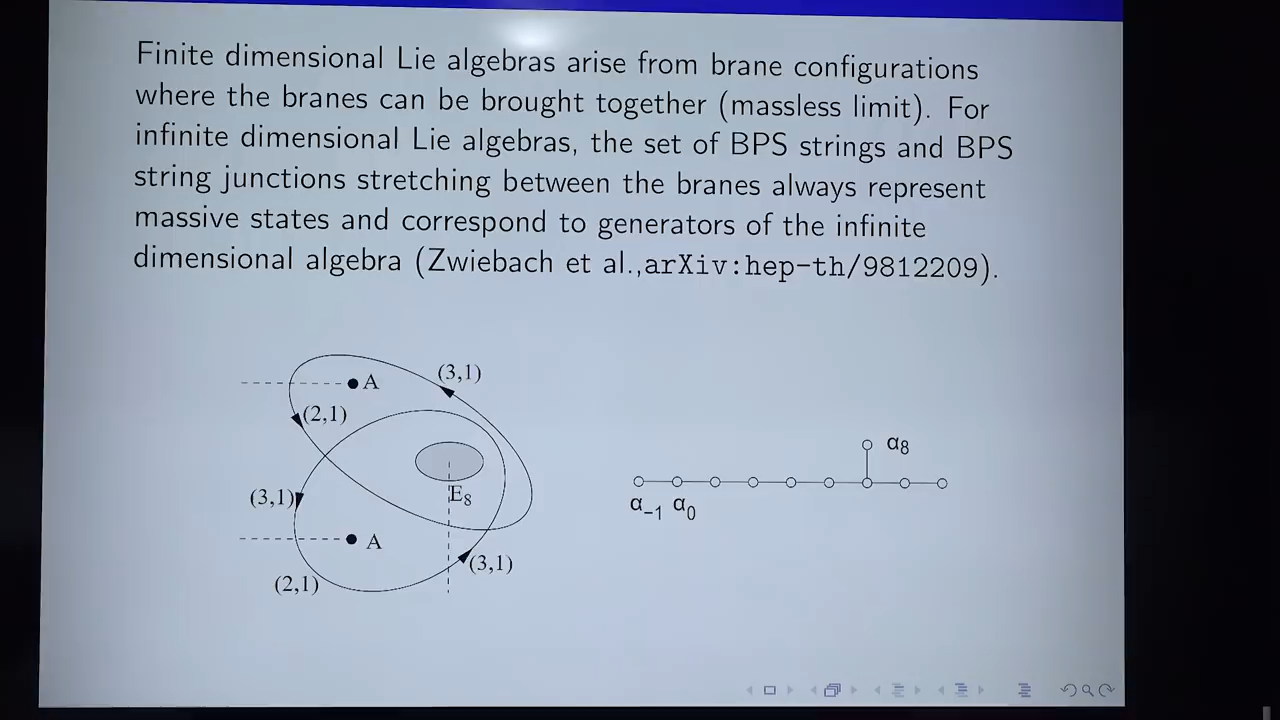 Finite dimensional Lie algebras arise from brane configurations
where the branes can be brought together (massless limit). For
infinite dimensional Lie algebras, the set of BPS strings and BPS
string junctions stretching between the branes always represent
massive states and correspond to generators of the infinite
dimensional algebra (Zwiebach et al.,arXiv:hep-th/9812209).
A
(3,1)
(2,1)
α₈
E₈
(3,1)
α₋₁ α₀
A
(3,1)
(2,1)